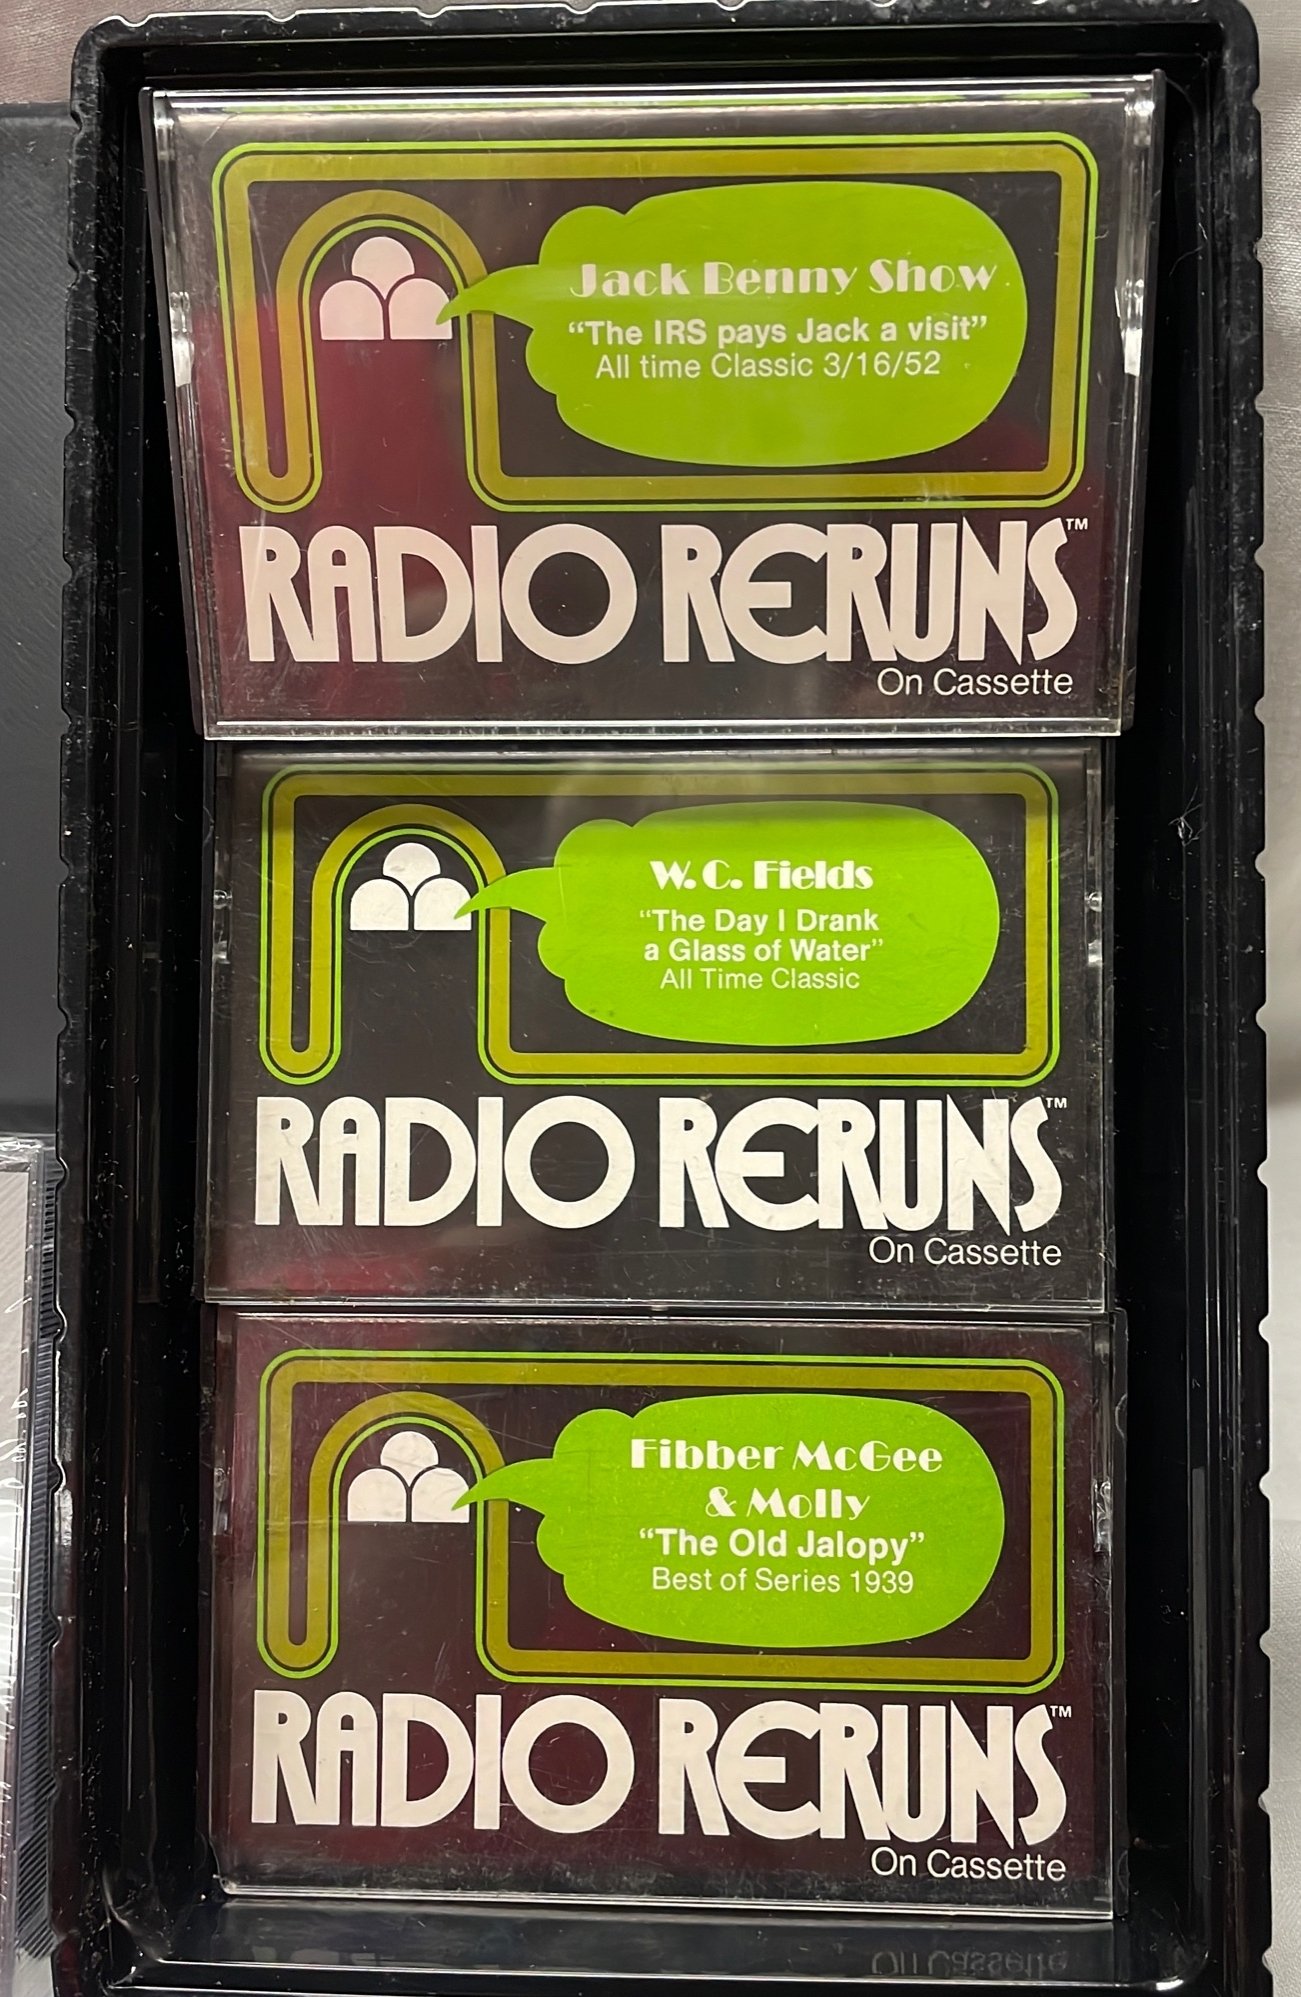 Jack Benny Show
“The IRS pays Jack a visit”
All time Classic 3/16/52
RADIO RERUNS™
On Cassette
W. C. Fields
“The Day I Drank
a Glass of Water”
All Time Classic
RADIO RERUNS™
On Cassette
Fibber McGee
& Molly
“The Old Jalopy”
Best of Series 1939
RADIO RERUNS™
On Cassette